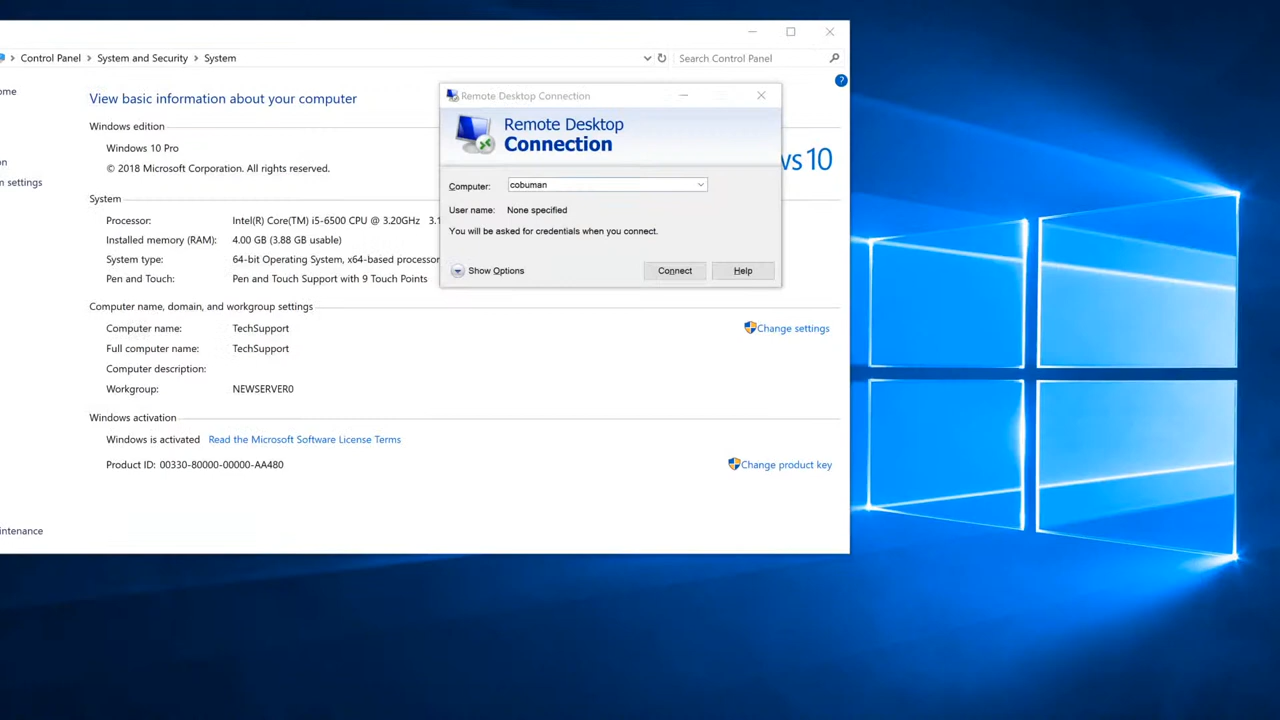 Control Panel > System and Security > System
Search Control Panel
ome
?
View basic information about your computer
Windows edition
Windows 10 Pro
© 2018 Microsoft Corporation. All rights reserved.
ws 10
on
m settings
System
Processor: Intel(R) Core(TM) i5-6500 CPU @ 3.20GHz 3.1
Installed memory (RAM): 4.00 GB (3.88 GB usable)
System type: 64-bit Operating System, x64-based processor
Pen and Touch: Pen and Touch Support with 9 Touch Points
Computer name, domain, and workgroup settings
Computer name: TechSupport
Change settings
Full computer name: TechSupport
Computer description:
Workgroup: NEWSERVER0
Windows activation
Windows is activated Read the Microsoft Software License Terms
Product ID: 00330-80000-00000-AA480
Change product key
intenance
Remote Desktop Connection
Remote Desktop
Connection
Computer: cobuman
User name: None specified
You will be asked for credentials when you connect.
Show Options
Connect
Help